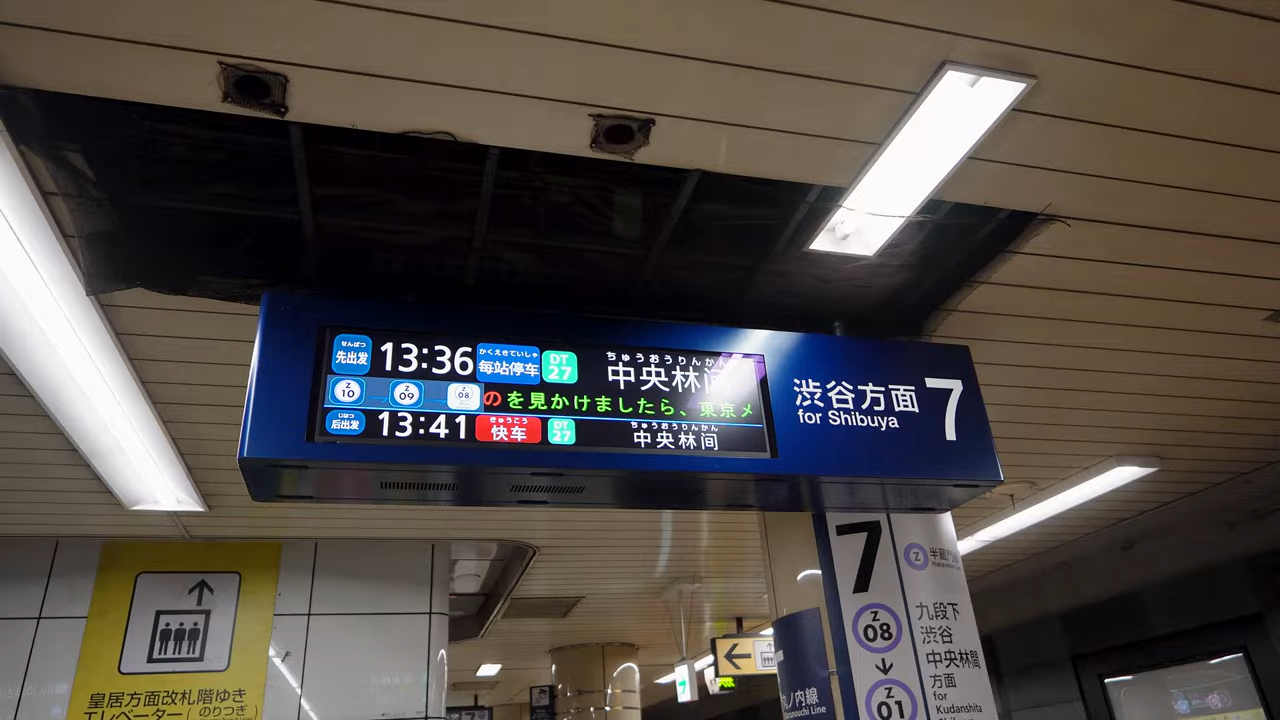 せんぱつ
先出发
13:36
かくえきていしゃ
每站停车
DT
27
ちゅうおうりんかん
中央林间
Z
10
Z
09
Z
08
のを見かけましたら、東京メ
じはつ
后出发
13:41
きゅうこう
快车
DT
27
ちゅうおうりんかん
中央林间
渋谷方面
for Shibuya
7
7
Z
08
Z
01
Z
半蔵門
九段下
渋谷
中央林間
方面
for
Kudanshita
皇居方面改札階ゆき
エレベーター(のりつぎ)
7
ノ内線
Marunouchi Line